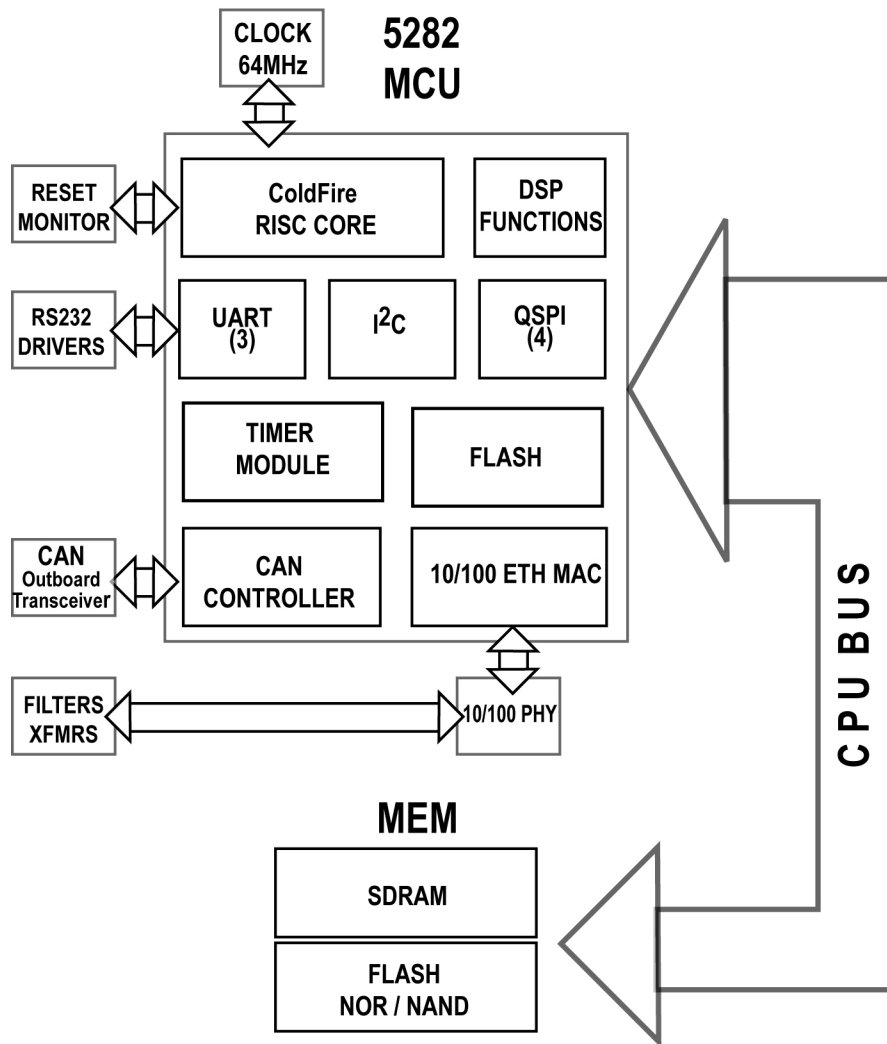 CLOCK
64MHz
5282
MCU
RESET
MONITOR
ColdFire
RISC CORE
DSP
FUNCTIONS
RS232
DRIVERS
UART
(3)
I²C
QSPI
(4)
TIMER
MODULE
FLASH
CAN
Outboard
Transceiver
CAN
CONTROLLER
10/100 ETH MAC
CPU BUS
FILTERS
XFMRS
10/100 PHY
MEM
SDRAM
FLASH
NOR / NAND